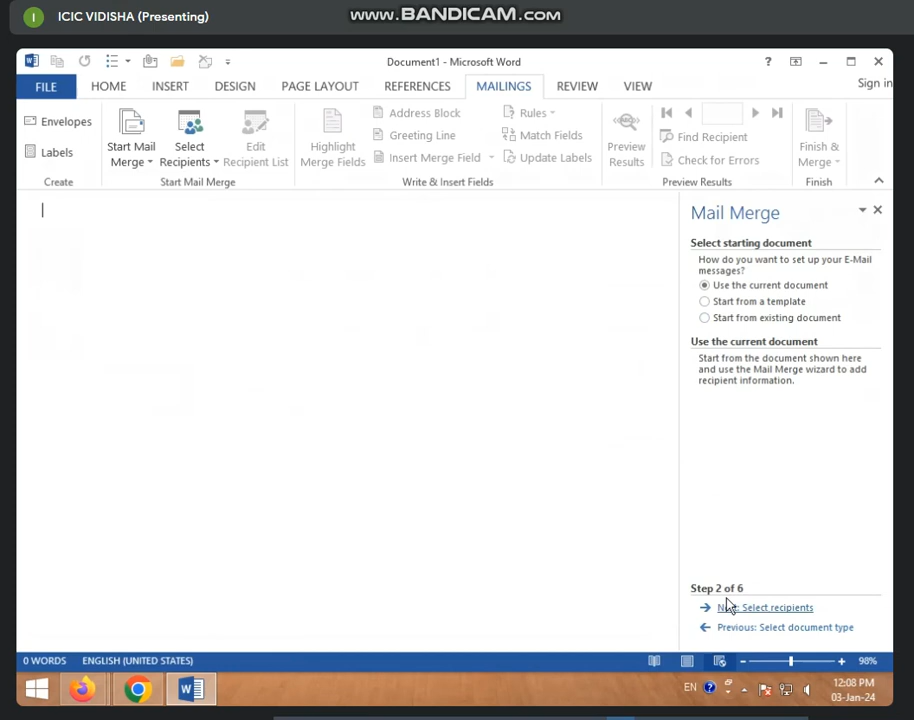 I ICIC VIDISHA (Presenting)
www.BANDICAM.com
Document1 - Microsoft Word
?
FILE HOME INSERT DESIGN PAGE LAYOUT REFERENCES MAILINGS REVIEW VIEW Sign in
Envelopes
Labels
Create
Start Mail
Merge
Select
Recipients
Edit
Recipient List
Start Mail Merge
Highlight
Merge Fields
Address Block
Greeting Line
Insert Merge Field
Rules
Match Fields
Update Labels
Write & Insert Fields
ABC
Preview
Results
Find Recipient
Check for Errors
Preview Results
Finish &
Merge
Finish
Mail Merge
Select starting document
How do you want to set up your E-Mail
messages?
Use the current document
Start from a template
Start from existing document
Use the current document
Start from the document shown here
and use the Mail Merge wizard to add
recipient information.
Step 2 of 6
Select recipients
Previous: Select document type
0 WORDS ENGLISH (UNITED STATES) 98%
EN ? 12:08 PM
03-Jan-24